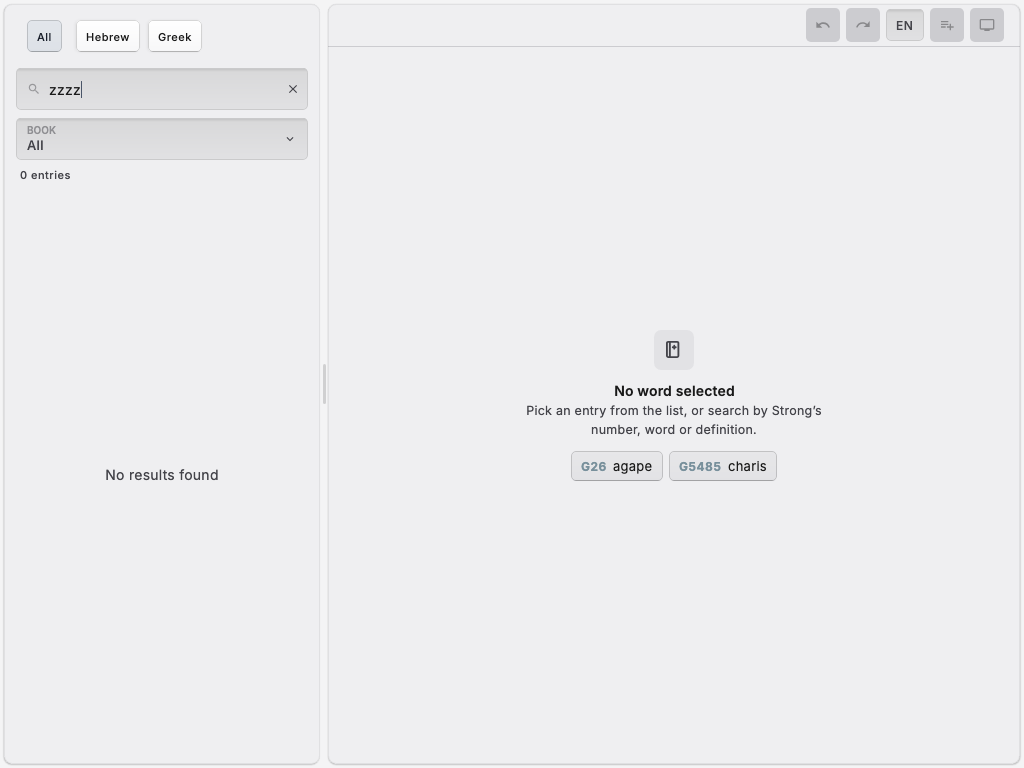 All
Hebrew
Greek
zzzz
BOOK
All
0 entries
No results found
EN
No word selected
Pick an entry from the list, or search by Strong’s
number, word or definition.
G26 agape
G5485 charis